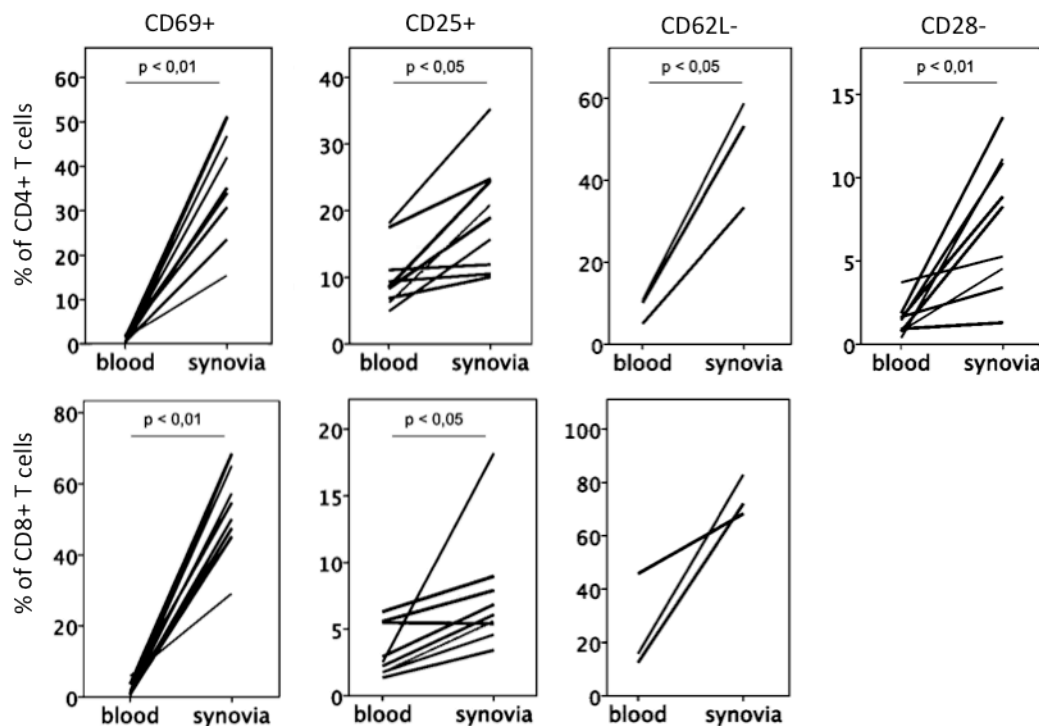 CD69+ CD25+ CD62L- CD28-
% of CD4+ T cells
p < 0,01
60
50
40
30
20
10
0
blood synovia
p < 0,05
40
30
20
10
0
blood synovia
p < 0,05
60
40
20
0
blood synovia
p < 0,01
15
10
5
0
blood synovia
% of CD8+ T cells
p < 0,01
80
60
40
20
0
blood synovia
p < 0,05
20
15
10
5
0
blood synovia
100
80
60
40
20
0
blood synovia